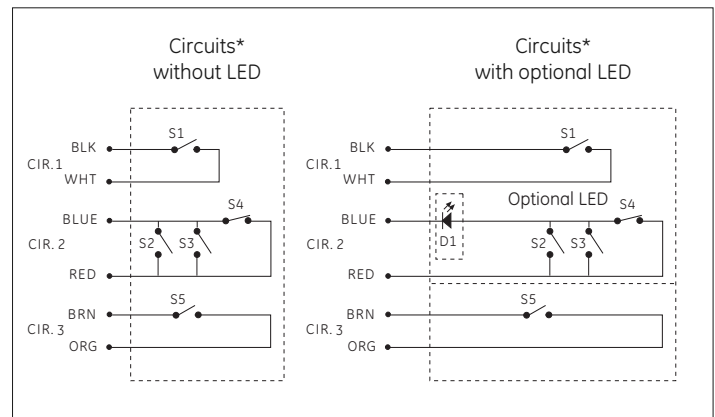 Circuits*
without LED
S1
BLK
CIR.1
WHT
S4
BLUE
S2
S3
CIR. 2
RED
S5
BRN
CIR. 3
ORG
Circuits*
with optional LED
S1
BLK
CIR.1
WHT
Optional LED
S4
BLUE
D1
S2
S3
CIR. 2
RED
S5
BRN
CIR. 3
ORG